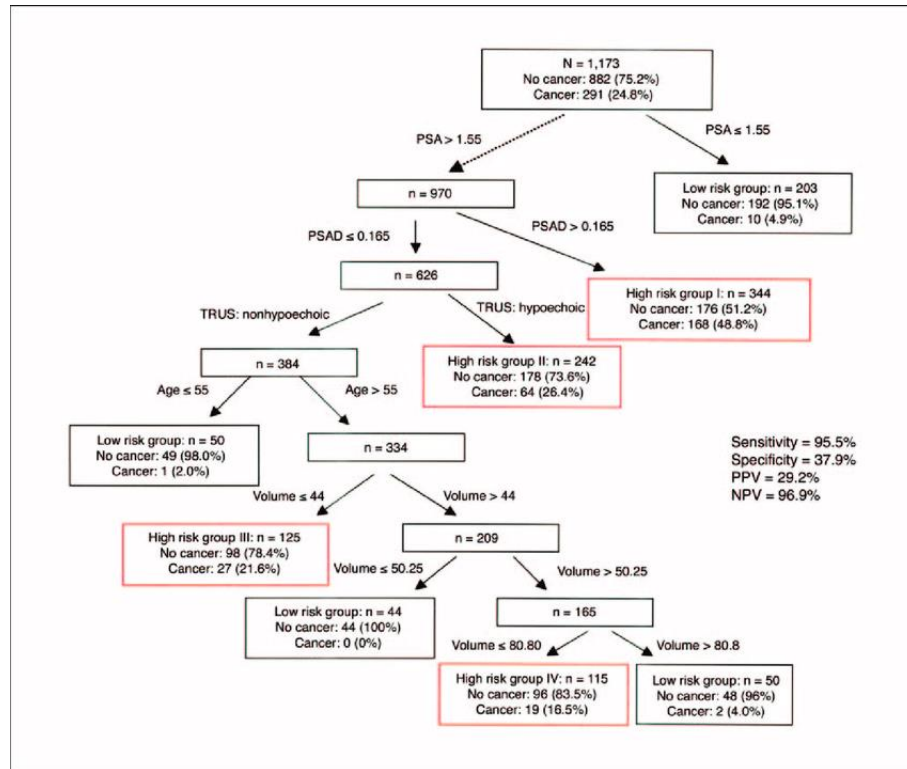 N = 1,173
No cancer: 882 (75.2%)
Cancer: 291 (24.8%)
PSA > 1.55
PSA ≤ 1.55
n = 970
Low risk group: n = 203
No cancer: 192 (95.1%)
Cancer: 10 (4.9%)
PSAD ≤ 0.165
PSAD > 0.165
n = 626
High risk group I: n = 344
No cancer: 176 (51.2%)
Cancer: 168 (48.8%)
TRUS: nonhypoechoic
TRUS: hypoechoic
n = 384
High risk group II: n = 242
No cancer: 178 (73.6%)
Cancer: 64 (26.4%)
Age ≤ 55
Age > 55
Low risk group: n = 50
No cancer: 49 (98.0%)
Cancer: 1 (2.0%)
n = 334
Sensitivity = 95.5%
Specificity = 37.9%
PPV = 29.2%
NPV = 96.9%
Volume ≤ 44
Volume > 44
High risk group III: n = 125
No cancer: 98 (78.4%)
Cancer: 27 (21.6%)
n = 209
Volume ≤ 50.25
Volume > 50.25
Low risk group: n = 44
No cancer: 44 (100%)
Cancer: 0 (0%)
n = 165
Volume ≤ 80.80
Volume > 80.8
High risk group IV: n = 115
No cancer: 96 (83.5%)
Cancer: 19 (16.5%)
Low risk group: n = 50
No cancer: 48 (96%)
Cancer: 2 (4.0%)